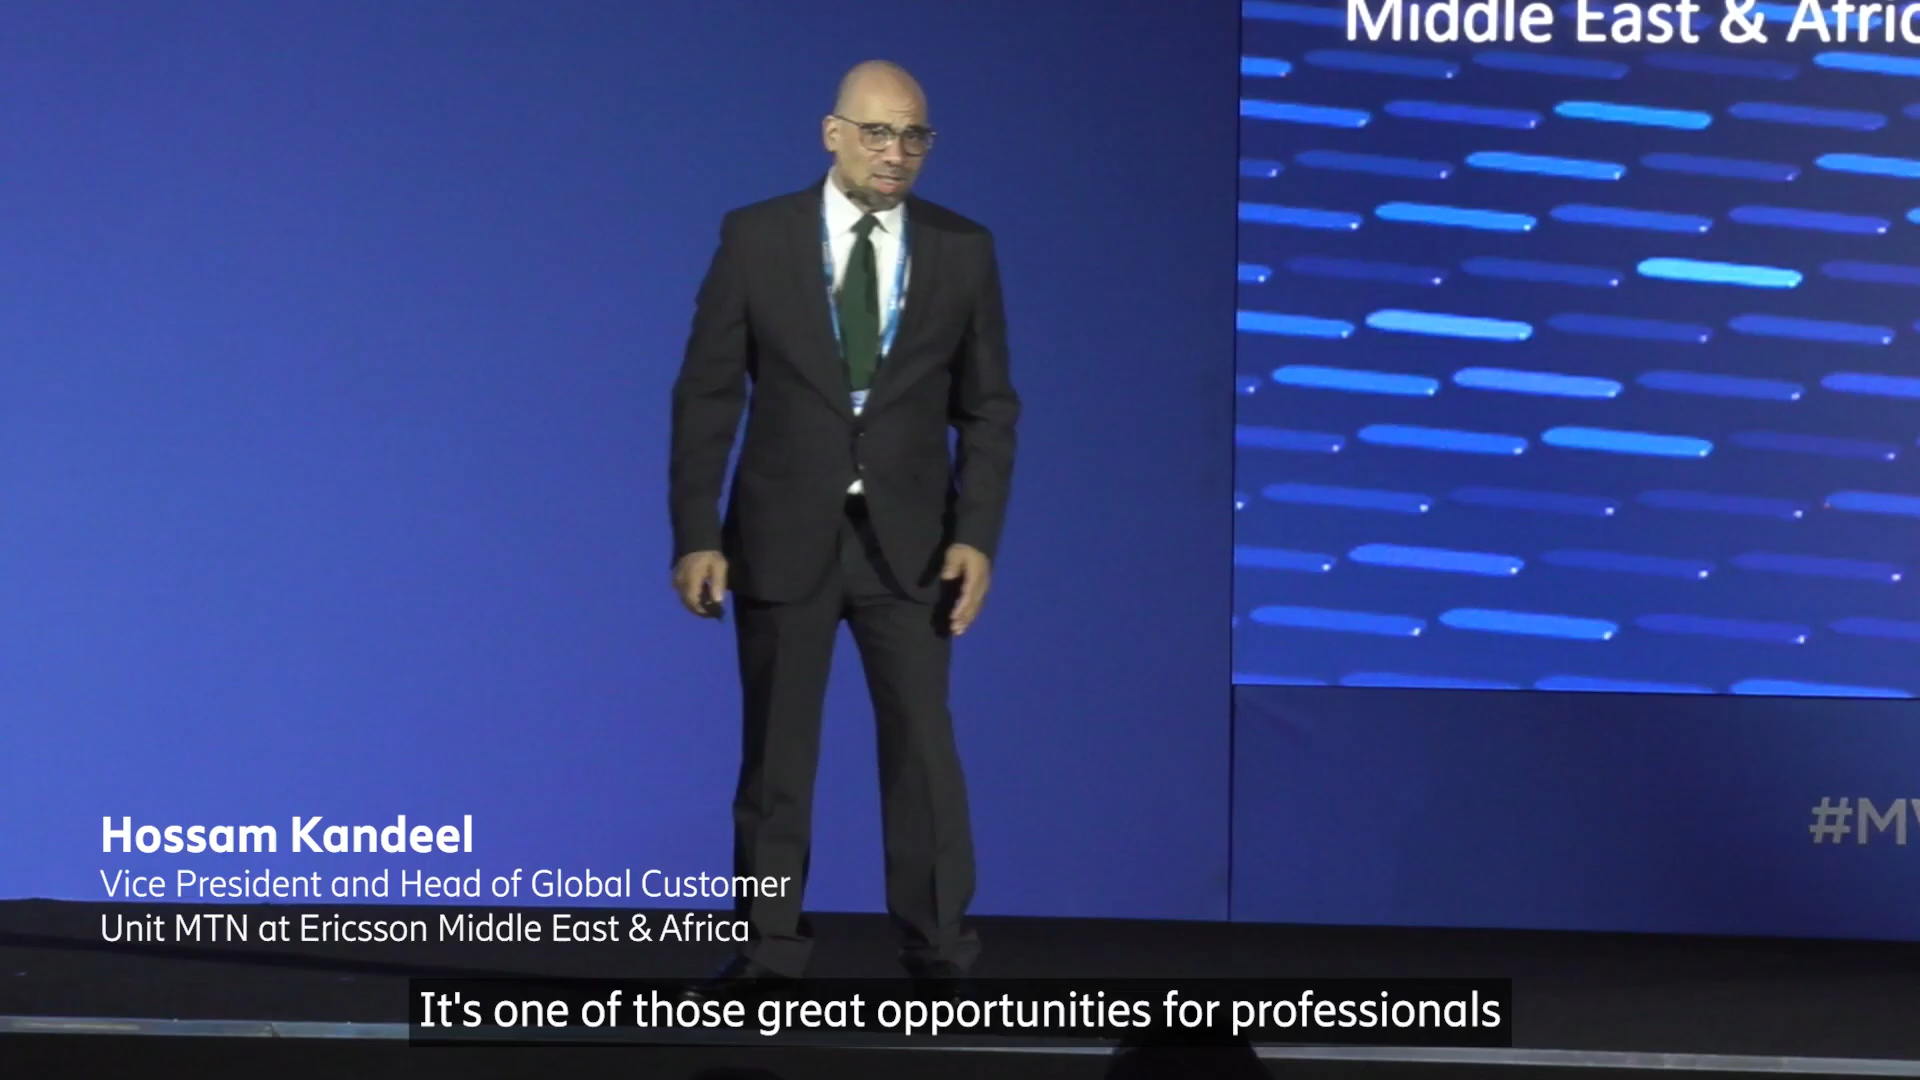 Middle East & Afric
#M
Hossam Kandeel
Vice President and Head of Global Customer
Unit MTN at Ericsson Middle East & Africa
It's one of those great opportunities for professionals